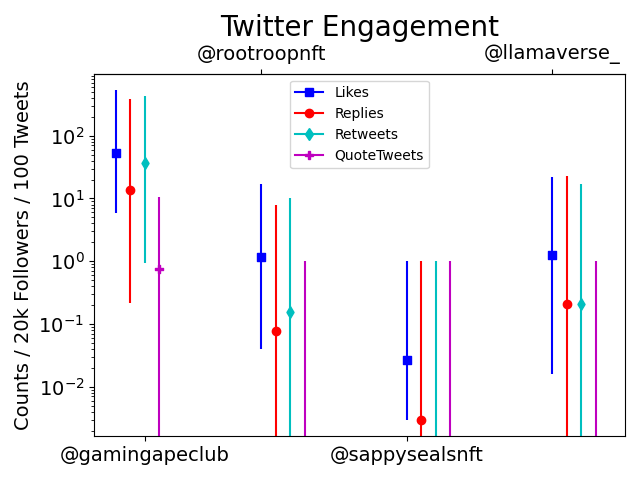 Twitter Engagement
@rootroopnft @llamaverse_
Counts / 20k Followers / 100 Tweets
Likes
Replies
Retweets
QuoteTweets
10²
10¹
10⁰
10⁻¹
10⁻²
@gamingapeclub @sappysealsnft